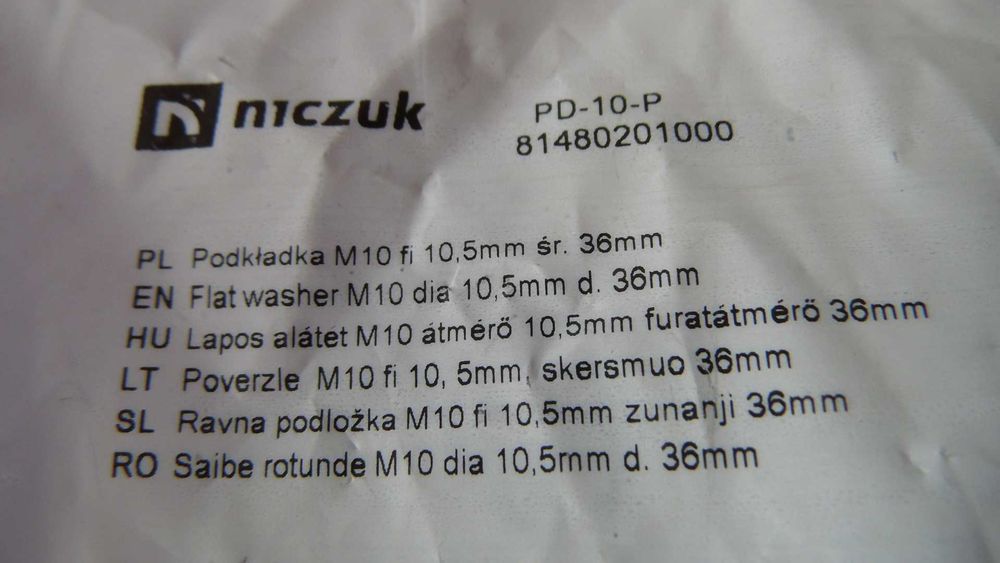 niczuk
PD-10-P
81480201000
PL Podkładka M10 fi 10,5mm śr. 36mm
EN Flat washer M10 dia 10,5mm d. 36mm
HU Lapos alátét M10 átmérő 10,5mm furatátmérő 36mm
LT Poverzle M10 fi 10, 5mm, skersmuo 36mm
SL Ravna podložka M10 fi 10,5mm zunanji 36mm
RO Saibe rotunde M10 dia 10,5mm d. 36mm